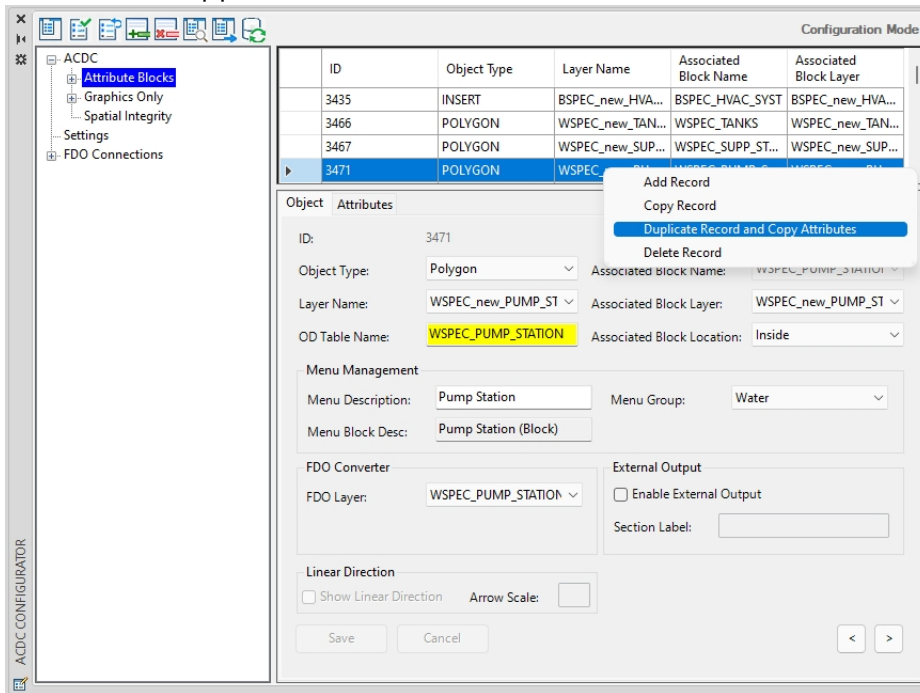 Configuration Mode
ACDC
Attribute Blocks
Graphics Only
Spatial Integrity
Settings
FDO Connections
ID Object Type Layer Name Associated Block Name Associated Block Layer
3435 INSERT BSPEC_new_HVA... BSPEC_HVAC_SYST BSPEC_new_HVA...
3466 POLYGON WSPEC_new_TAN... WSPEC_TANKS WSPEC_new_TAN...
3467 POLYGON WSPEC_new_SUP... WSPEC_SUPP_ST... WSPEC_new_SUP...
3471 POLYGON
Add Record
Copy Record
Duplicate Record and Copy Attributes
Delete Record
Object Attributes
ID: 3471
Object Type: Polygon Associated Block Name:
Layer Name: WSPEC_new_PUMP_ST Associated Block Layer: WSPEC_new_PUMP_ST
OD Table Name: WSPEC_PUMP_STATION Associated Block Location: Inside
Menu Management
Menu Description: Pump Station Menu Group: Water
Menu Block Desc: Pump Station (Block)
FDO Converter External Output
FDO Layer: WSPEC_PUMP_STATION Enable External Output
Section Label:
Linear Direction
Show Linear Direction Arrow Scale:
Save Cancel < >
ACDC CONFIGURATOR